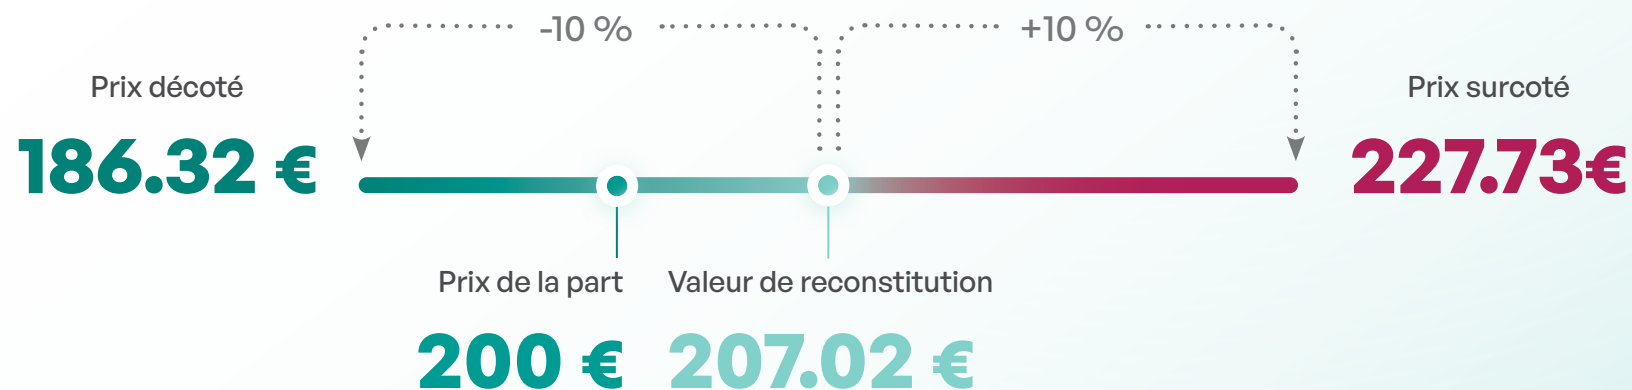 -10 %
+10 %
Prix décoté
Prix surcoté
186.32 €
227.73€
Prix de la part
Valeur de reconstitution
200 €
207.02 €